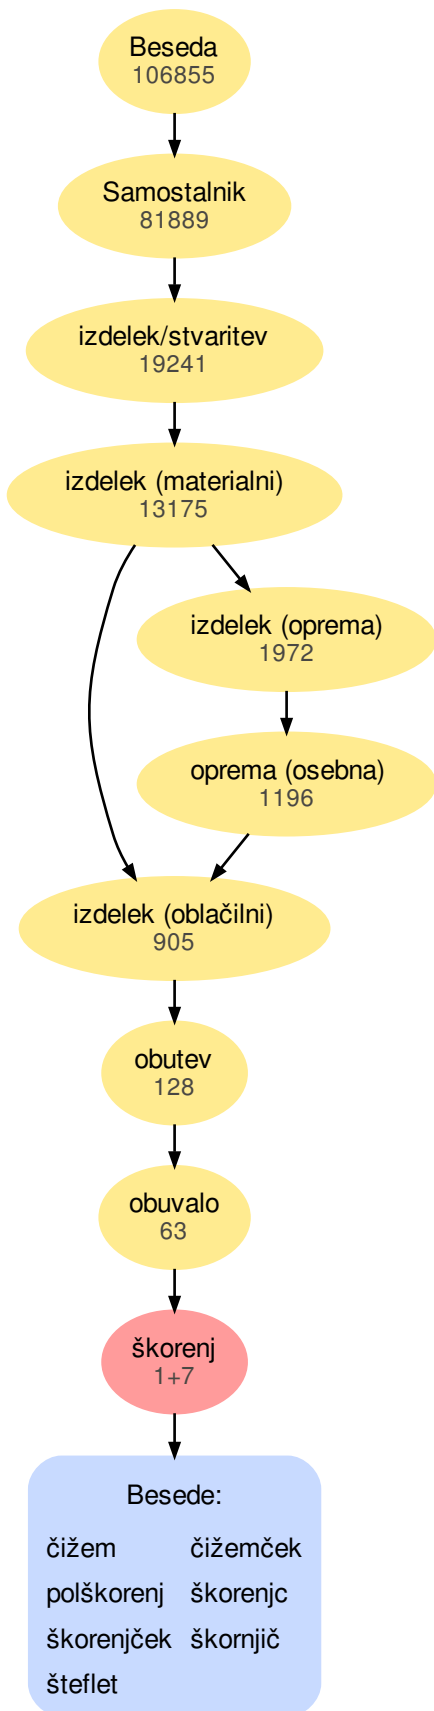 Beseda
106855
Samostalnik
81889
izdelek/stvaritev
19241
izdelek (materialni)
13175
izdelek (oprema)
1972
oprema (osebna)
1196
izdelek (oblačilni)
905
obutev
128
obuvalo
63
škorenj
1+7
Besede:
čižem čižemček
polškorenj škorenjc
škorenjček škornjič
šteflet